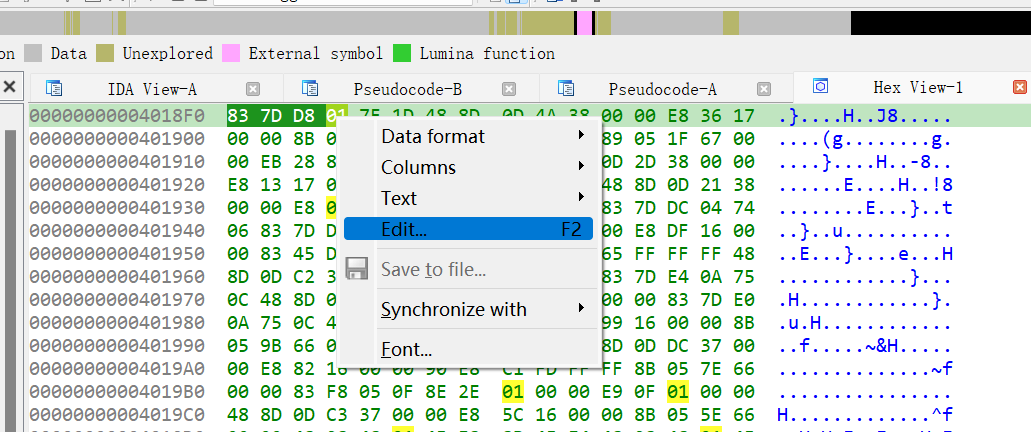 on Data Unexplored External symbol Lumina function
IDA View-A Pseudocode-B Pseudocode-A Hex View-1
00000000004018F0 83 7D D8 01 75 1D 48 8D 0D 4A 38 00 00 E8 36 17 .}....H..J8.....
0000000000401900 00 00 8B 0 89 05 1F 67 00 ....(g........g.
0000000000401910 00 EB 28 8 0D 2D 38 00 00 ....}....H..-8..
0000000000401920 E8 13 17 0 48 8D 0D 21 38 .......E....H..!8
0000000000401930 00 00 E8 0 83 7D DC 04 74 .........E...}..t
0000000000401940 06 83 7D D 00 E8 DF 16 00 ..}..u.........
0000000000401950 00 83 45 D 65 FF FF FF 48 ..E...}....e...H
0000000000401960 8D 0D C2 3 83 7D E4 0A 75 ............}...
0000000000401970 0C 48 8D 0 00 00 83 7D E0 .H............}.
0000000000401980 0A 75 0C 4 99 16 00 00 8B .u.H............
0000000000401990 05 9B 66 0 8D 0D DC 37 00 ..f.....~&H.....
00000000004019A0 00 E8 82 16 00 00 90 E8 C1 FD FF FF 8B 05 7E 66 ..............~f
00000000004019B0 00 00 83 F8 05 0F 8E 2E 01 00 00 E9 0F 01 00 00
00000000004019C0 48 8D 0D C3 37 00 00 E8 5C 16 00 00 8B 05 5E 66 H.............^f
Data format
Columns
Text
Edit... F2
Save to file...
Synchronize with
Font...